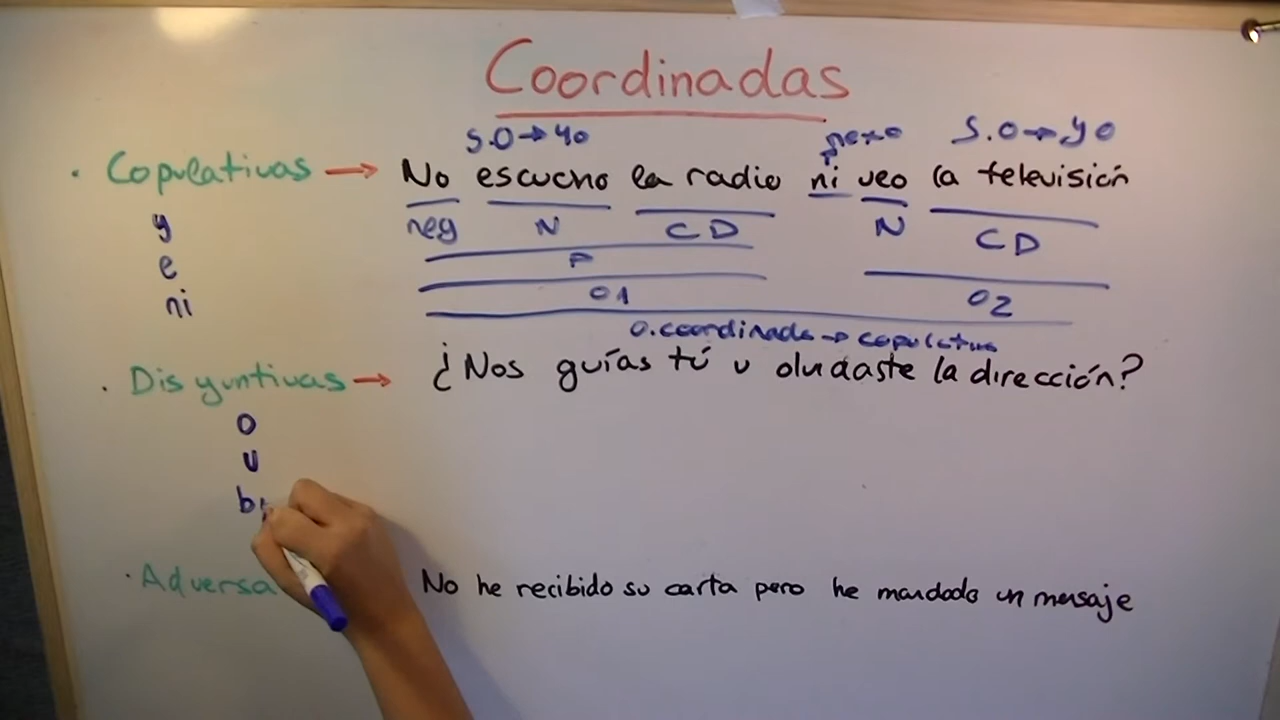 Coordinadas
S.O→yo nexo S.O→yo
· Copulativas → No escucho la radio ni veo la televisión
y neg N CD N CD
e P
ni O1 O2
O.coordinada→copulativa
· Disyuntivas → ¿Nos guías tú u olvidaste la dirección?
o
u
bi
· Adversa No he recibido su carta pero he mandado un mensaje